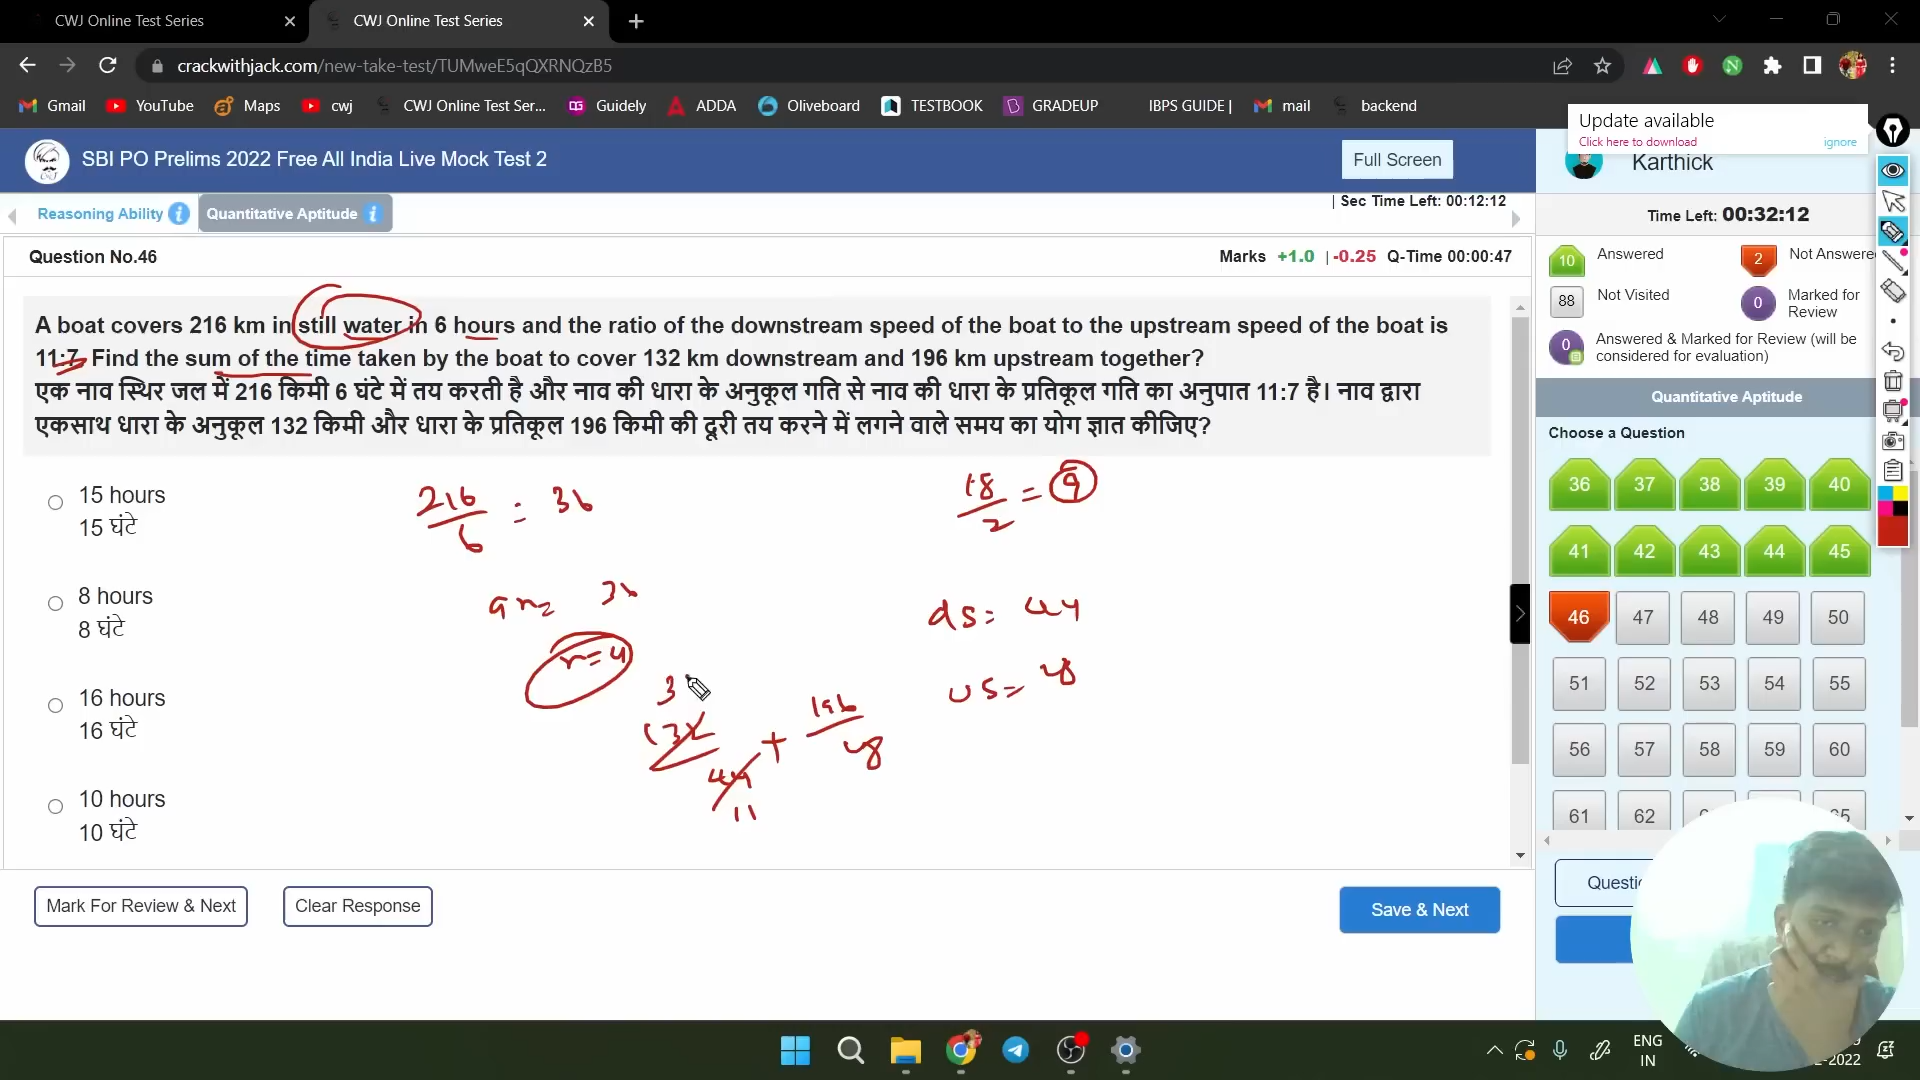 CWJ Online Test Series
CWJ Online Test Series
crackwithjack.com/new-take-test/TUMweE5qQXRNQzB5
Gmail YouTube Maps cwj CWJ Online Test Ser... Guidely ADDA Oliveboard TESTBOOK GRADEUP IBPS GUIDE | mail backend
Update available
Click here to download ignore
SBI PO Prelims 2022 Free All India Live Mock Test 2
Full Screen
Karthick
Reasoning Ability i Quantitative Aptitude i
| Sec Time Left: 00:12:12
Time Left: 00:32:12
Question No.46
Marks +1.0 | -0.25 Q-Time 00:00:47
10 Answered
2 Not Answere
88 Not Visited
0 Marked for Review
0 Answered & Marked for Review (will be considered for evaluation)
A boat covers 216 km in still water in 6 hours and the ratio of the downstream speed of the boat to the upstream speed of the boat is
11:7. Find the sum of the time taken by the boat to cover 132 km downstream and 196 km upstream together?
एक नाव स्थिर जल में 216 किमी 6 घंटे में तय करती है और नाव की धारा के अनुकूल गति से नाव की धारा के प्रतिकूल गति का अनुपात 11:7 है। नाव द्वारा
एकसाथ धारा के अनुकूल 132 किमी और धारा के प्रतिकूल 196 किमी की दूरी तय करने में लगने वाले समय का योग ज्ञात कीजिए?
15 hours
15 घंटे
8 hours
8 घंटे
16 hours
16 घंटे
10 hours
10 घंटे
216
6
= 36
18
2
= 9
36
ds= 44
us=
3
132
44
11
+
196
Quantitative Aptitude
Choose a Question
36 37 38 39 40
41 42 43 44 45
46 47 48 49 50
51 52 53 54 55
56 57 58 59 60
61 62
Mark For Review & Next
Clear Response
Save & Next
ENG
IN